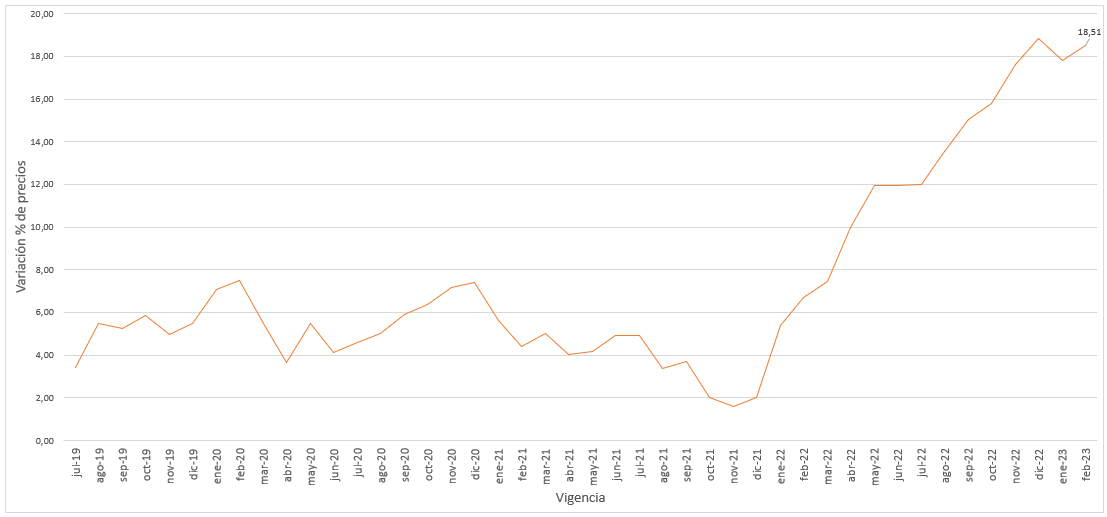 20,00
18,51
18,00
16,00
14,00
12,00
10,00
8,00
6,00
4,00
2,00
0,00
Variación % de precios
jul-19
ago-19
sep-19
oct-19
nov-19
dic-19
ene-20
feb-20
mar-20
abr-20
may-20
jun-20
jul-20
ago-20
sep-20
oct-20
nov-20
dic-20
ene-21
feb-21
mar-21
abr-21
may-21
jun-21
jul-21
ago-21
sep-21
oct-21
nov-21
dic-21
ene-22
feb-22
mar-22
abr-22
may-22
jun-22
jul-22
ago-22
sep-22
oct-22
nov-22
dic-22
ene-23
feb-23
Vigencia